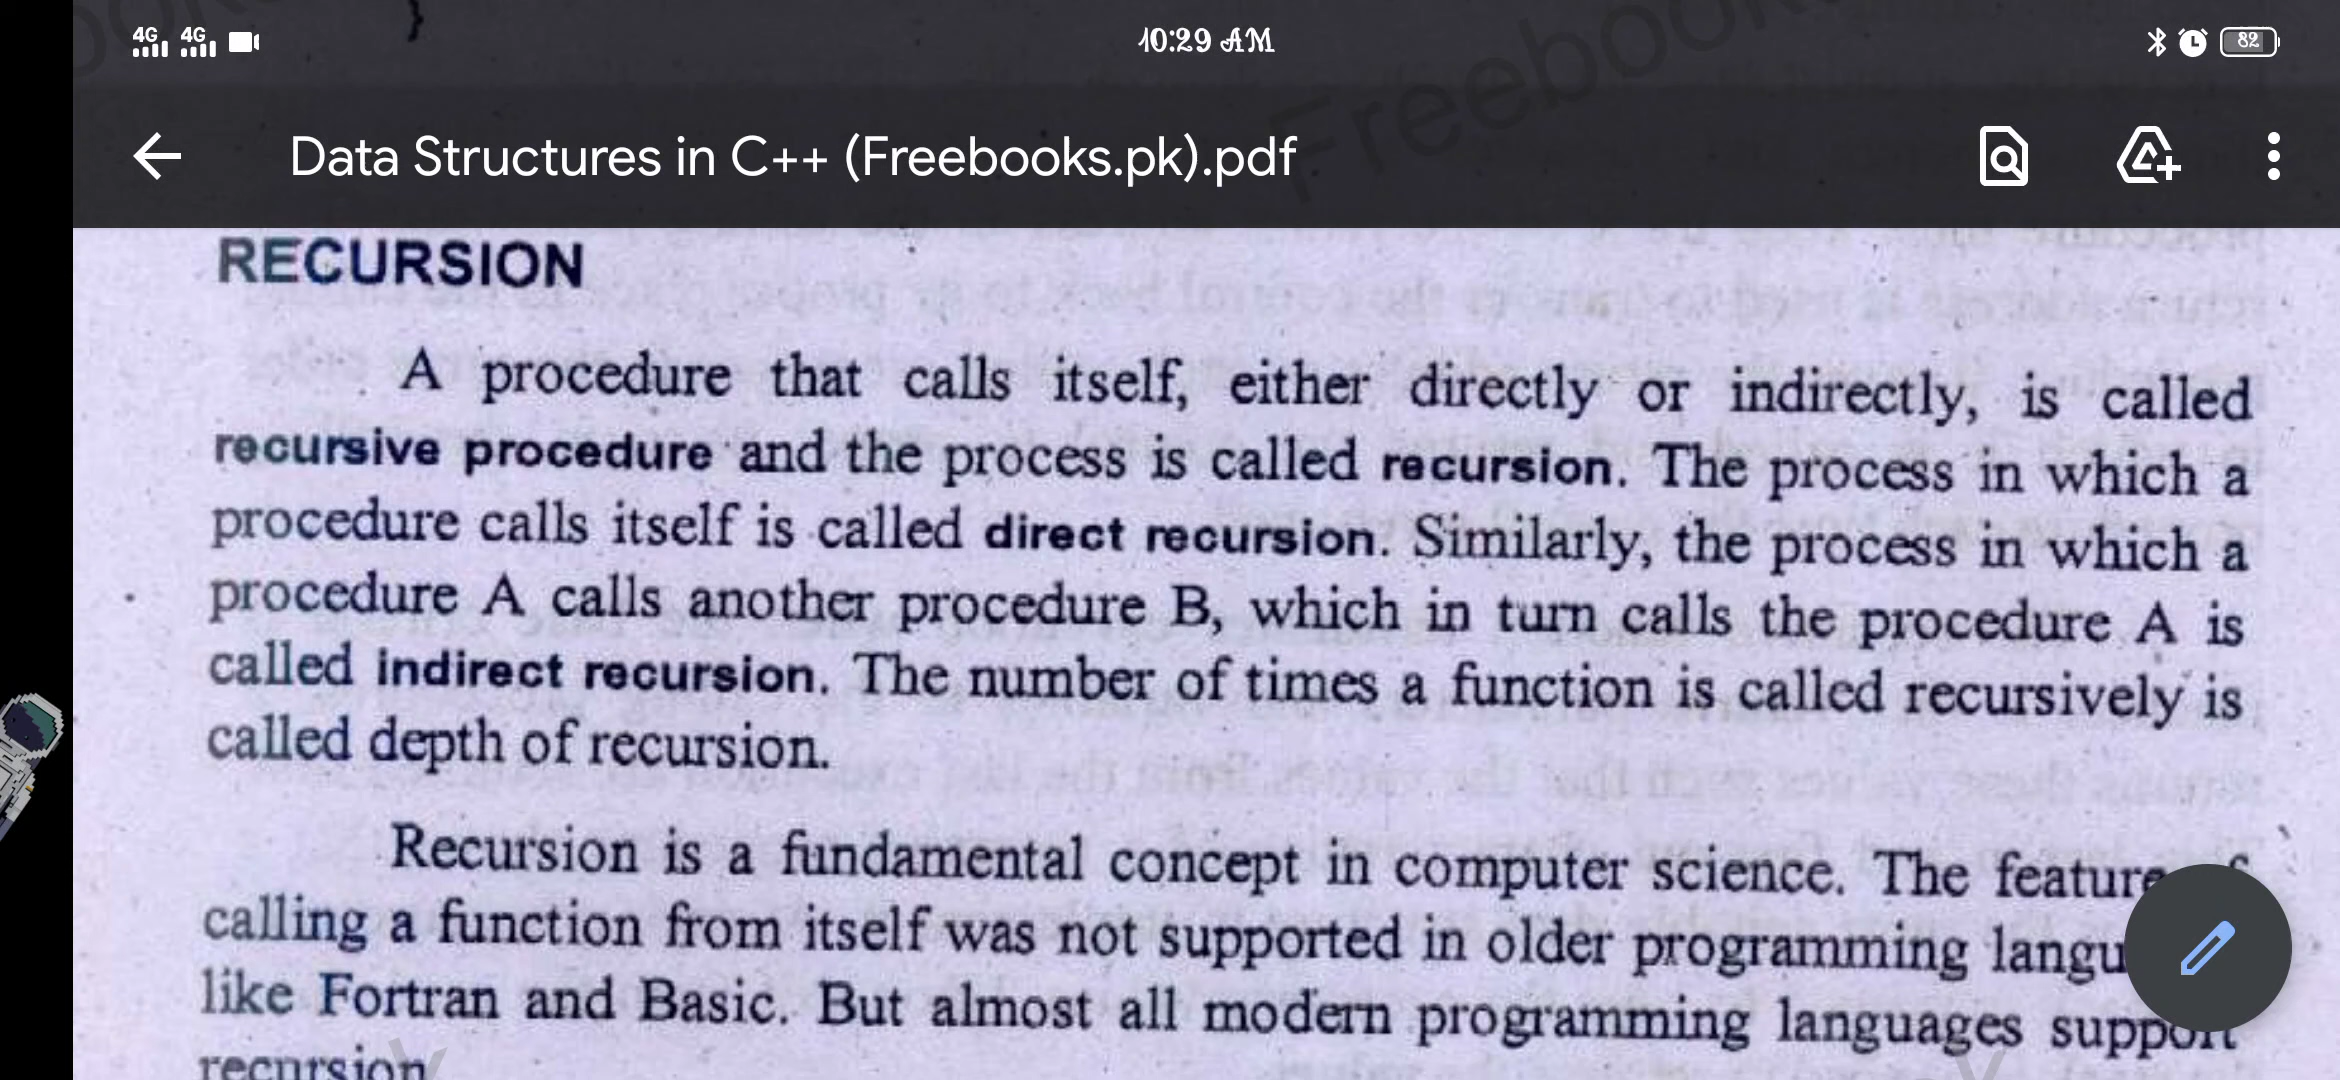 4G 4G 10:29 AM 82
Data Structures in C++ (Freebooks.pk).pdf
RECURSION
A procedure that calls itself, either directly or indirectly, is called
recursive procedure and the process is called recursion. The process in which a
procedure calls itself is called direct recursion. Similarly, the process in which a
procedure A calls another procedure B, which in turn calls the procedure A is
called indirect recursion. The number of times a function is called recursively is
called depth of recursion.
Recursion is a fundamental concept in computer science. The feature
calling a function from itself was not supported in older programming langu
like Fortran and Basic. But almost all modern programming languages support
recursion